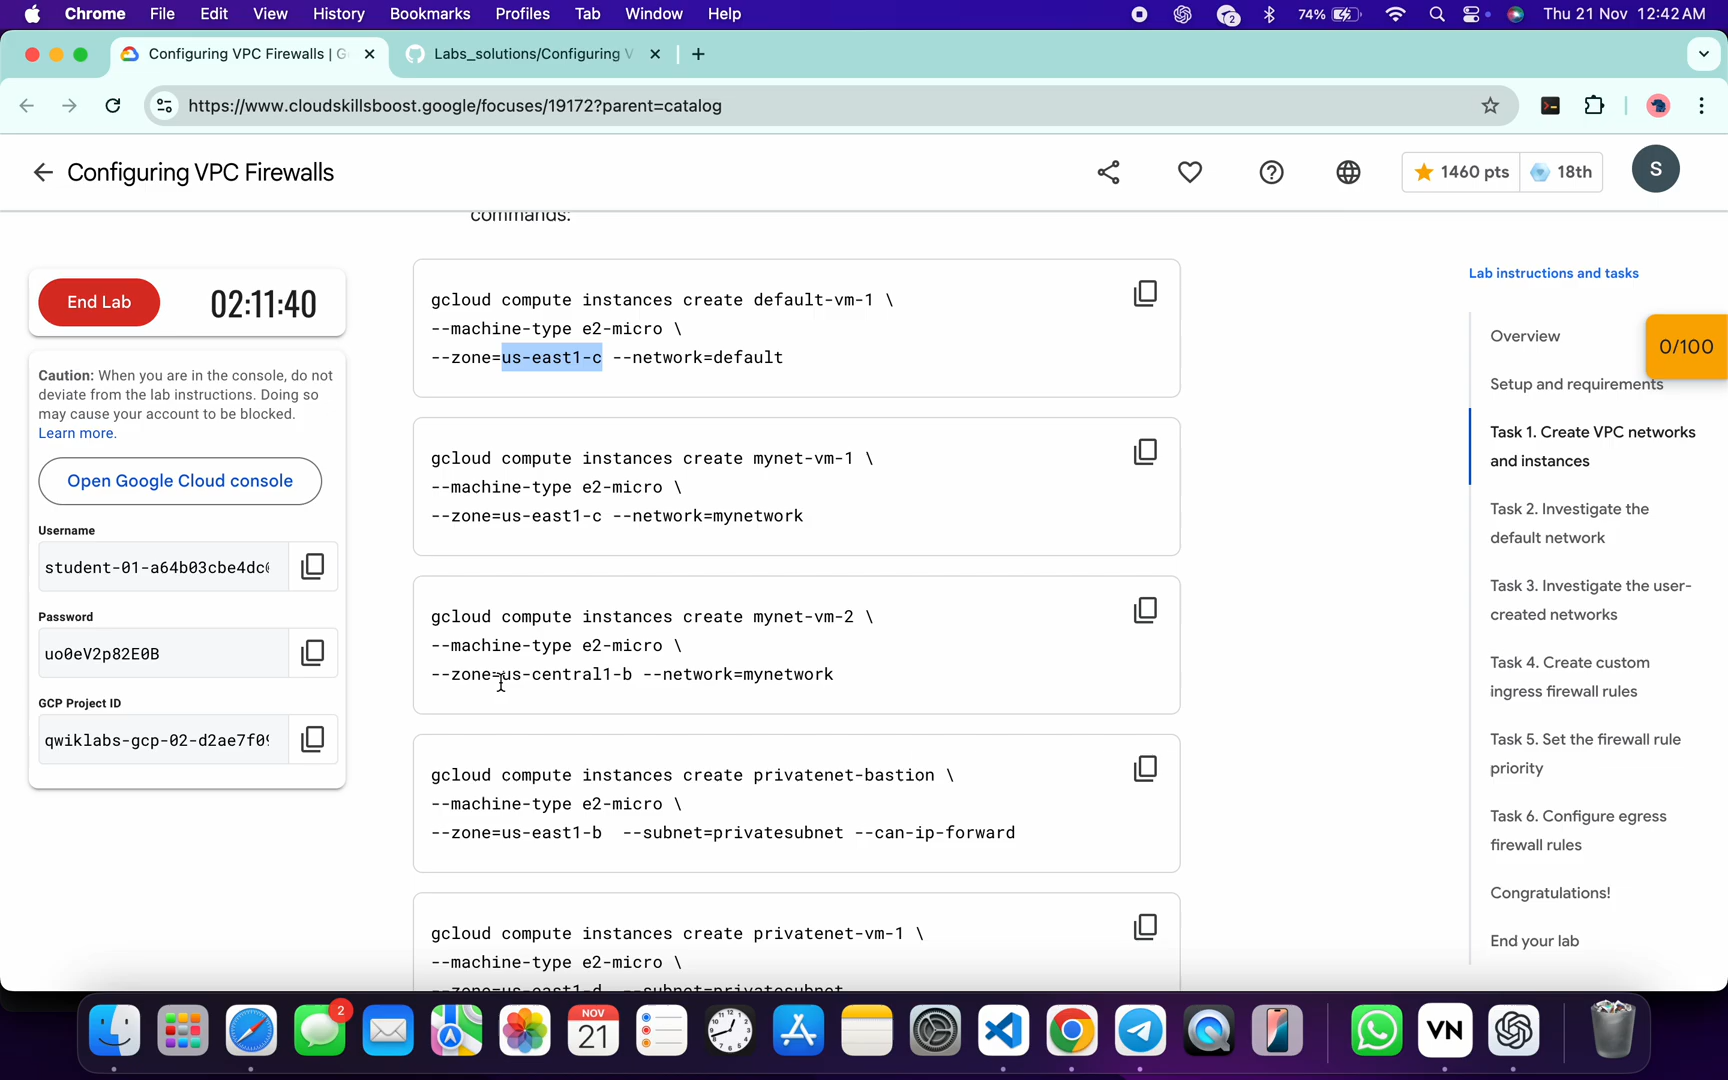 Chrome File Edit View History Bookmarks Profiles Tab Window Help 2 74% Thu 21 Nov 12:42 AM
Configuring VPC Firewalls | G
Labs_solutions/Configuring V
https://www.cloudskillsboost.google/focuses/19172?parent=catalog
Configuring VPC Firewalls
1460 pts
18th
S
commands:
End Lab
02:11:40
Caution: When you are in the console, do not
deviate from the lab instructions. Doing so
may cause your account to be blocked.
Learn more.
Open Google Cloud console
Username
student-01-a64b03cbe4dc
Password
uo0eV2p82E0B
GCP Project ID
qwiklabs-gcp-02-d2ae7f09
gcloud compute instances create default-vm-1 \
--machine-type e2-micro \
--zone=us-east1-c --network=default
gcloud compute instances create mynet-vm-1 \
--machine-type e2-micro \
--zone=us-east1-c --network=mynetwork
gcloud compute instances create mynet-vm-2 \
--machine-type e2-micro \
--zone=us-central1-b --network=mynetwork
gcloud compute instances create privatenet-bastion \
--machine-type e2-micro \
--zone=us-east1-b  --subnet=privatesubnet --can-ip-forward
gcloud compute instances create privatenet-vm-1 \
--machine-type e2-micro \
--zone=us-east1-d  --subnet=privatesubnet
Lab instructions and tasks
0/100
Overview
Setup and requirements
Task 1. Create VPC networks
and instances
Task 2. Investigate the
default network
Task 3. Investigate the user-
created networks
Task 4. Create custom
ingress firewall rules
Task 5. Set the firewall rule
priority
Task 6. Configure egress
firewall rules
Congratulations!
End your lab
2
NOV
21
VN